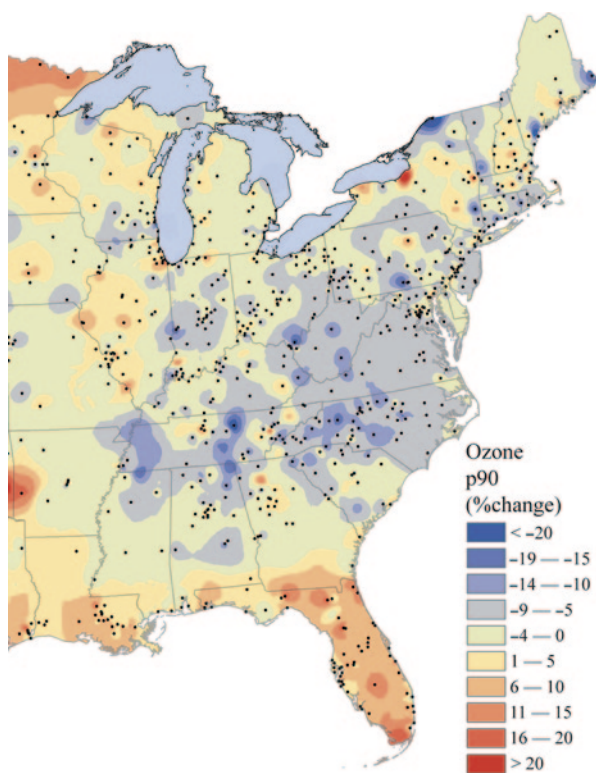 Ozone
p90
(%change)
< –20
–19 — –15
–14 — –10
–9 — –5
–4 — 0
1 — 5
6 — 10
11 — 15
16 — 20
> 20